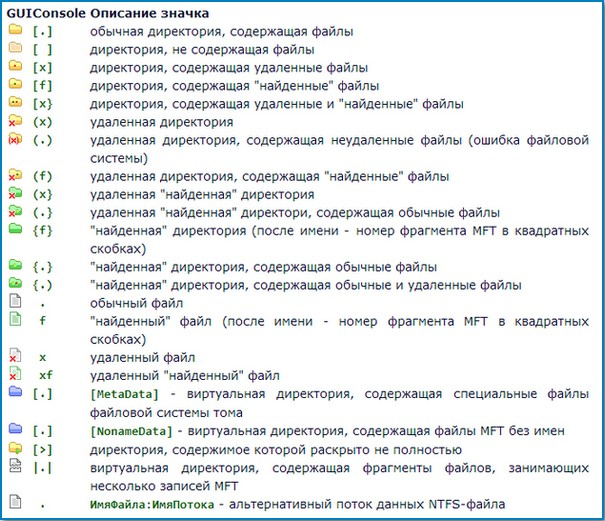 GUIConsole Описание значка
[.] обычная директория, содержащая файлы
[ ] директория, не содержащая файлы
[x] директория, содержащая удаленные файлы
[f] директория, содержащая "найденные" файлы
[x} директория, содержащая удаленные и "найденные" файлы
(x) удаленная директория
(.) удаленная директория, содержащая неудаленные файлы (ошибка файловой
системы)
(f) удаленная директория, содержащая "найденные" файлы
(x} удаленная "найденная" директория
(.} удаленная "найденная" директори, содержащая обычные файлы
{f} "найденная" директория (после имени - номер фрагмента MFT в квадратных
скобках)
{.} "найденная" директория, содержащая обычные файлы
{.) "найденная" директория, содержащая обычные и удаленные файлы
. обычный файл
f "найденный" файл (после имени - номер фрагмента MFT в квадратных
скобках)
x удаленный файл
xf удаленный "найденный" файл
[.] [MetaData] - виртуальная директория, содержащая специальные файлы
файловой системы тома
[.] [NonameData] - виртуальная директория, содержащая файлы MFT без имен
[>] директория, содержимое которой раскрыто не полностью
|.| виртуальная директория, содержащая фрагменты файлов, занимающих
несколько записей MFT
. ИмяФайла:ИмяПотока - альтернативный поток данных NTFS-файла